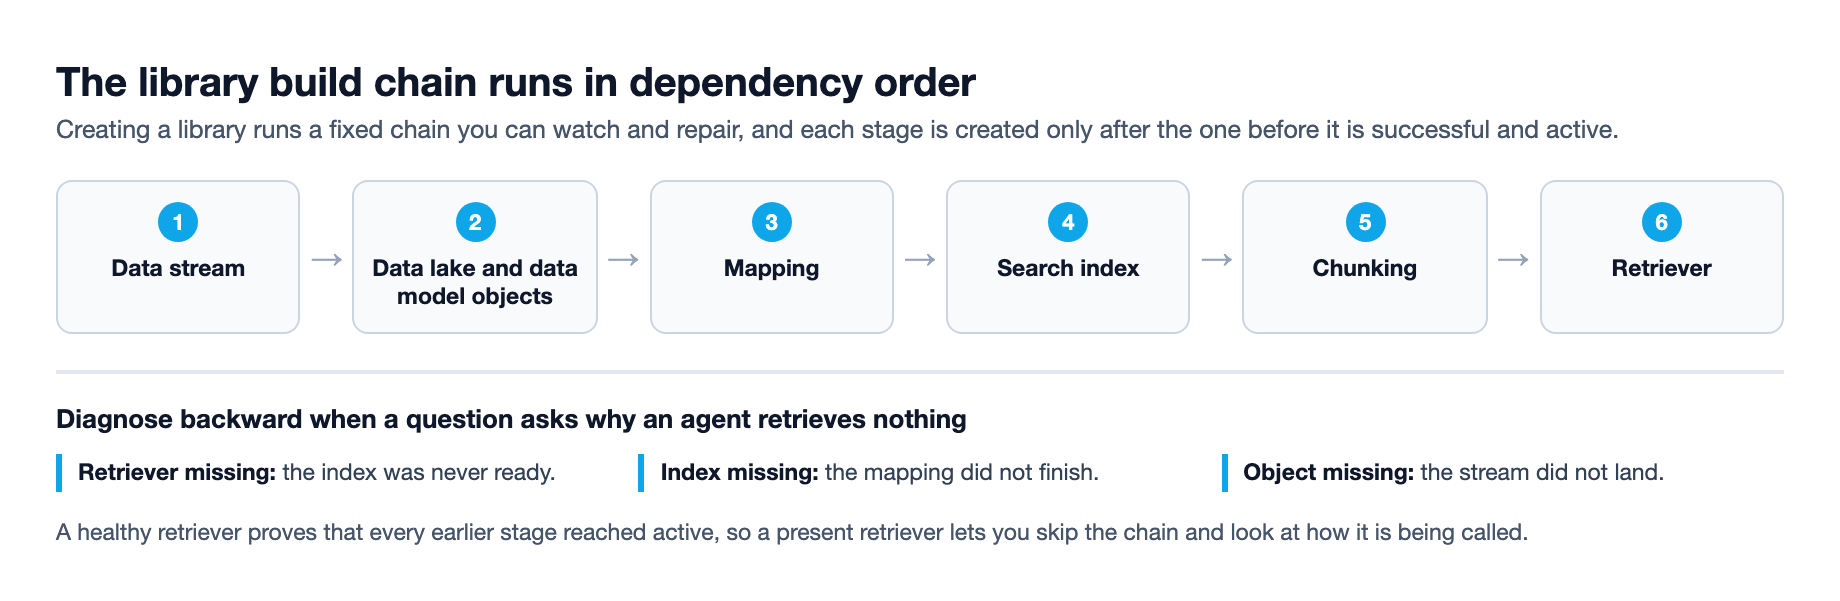 The library build chain runs in dependency order
Creating a library runs a fixed chain you can watch and repair, and each stage is created only after the one before it is successful and active.
1
Data stream
→
2
Data lake and data
model objects
→
3
Mapping
→
4
Search index
→
5
Chunking
→
6
Retriever
Diagnose backward when a question asks why an agent retrieves nothing
Retriever missing: the index was never ready.
Index missing: the mapping did not finish.
Object missing: the stream did not land.
A healthy retriever proves that every earlier stage reached active, so a present retriever lets you skip the chain and look at how it is being called.